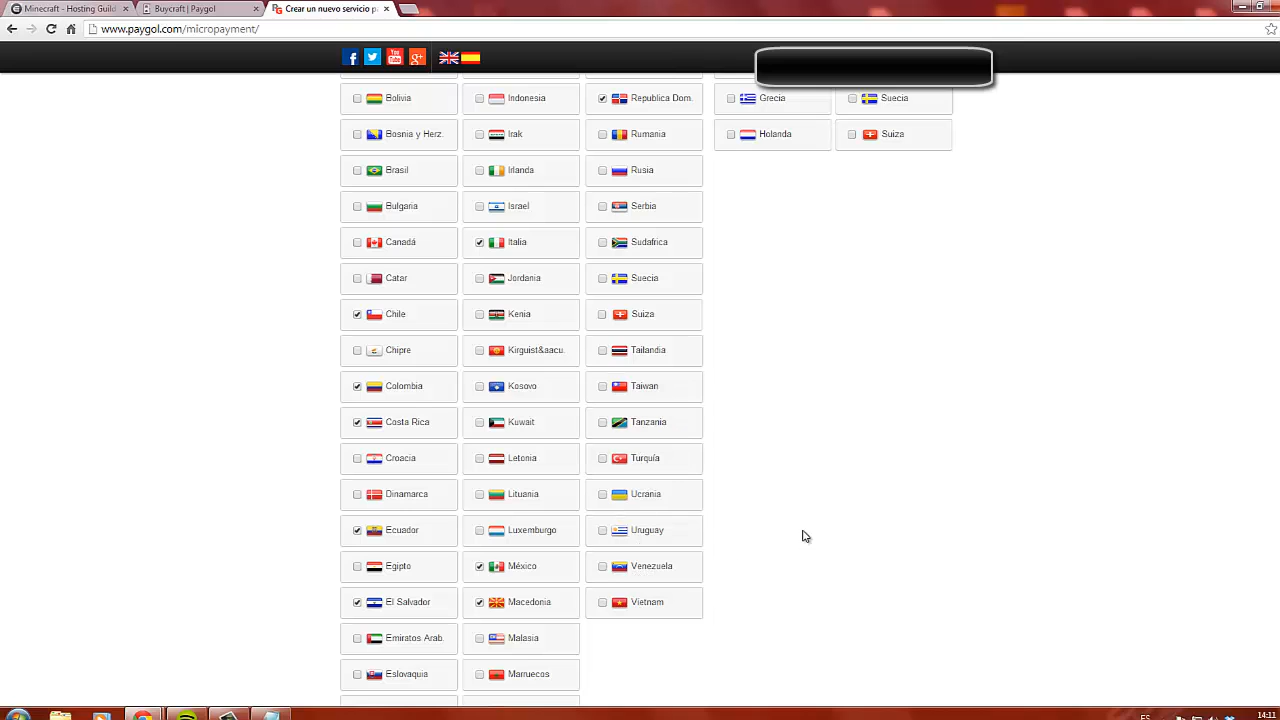 Minecraft - Hosting Guild
Buycraft | Paygol
Crear un nuevo servicio p
www.paygol.com/micropayment/
You
Bolivia
Indonesia
Republica Dom.
Grecia
Suecia
Bosnia y Herz.
Irak
Rumania
Holanda
Suiza
Brasil
Irlanda
Rusia
Bulgaria
Israel
Serbia
Canadá
Italia
Sudafrica
Catar
Jordania
Suecia
Chile
Kenia
Suiza
Chipre
Kirguist&aacu.
Tailandia
Colombia
Kosovo
Taiwan
Costa Rica
Kuwait
Tanzania
Croacia
Letonia
Turquía
Dinamarca
Lituania
Ucrania
Ecuador
Luxemburgo
Uruguay
Egipto
México
Venezuela
El Salvador
Macedonia
Vietnam
Emiratos Arab.
Malasia
Eslovaquia
Marruecos
ES
14:11